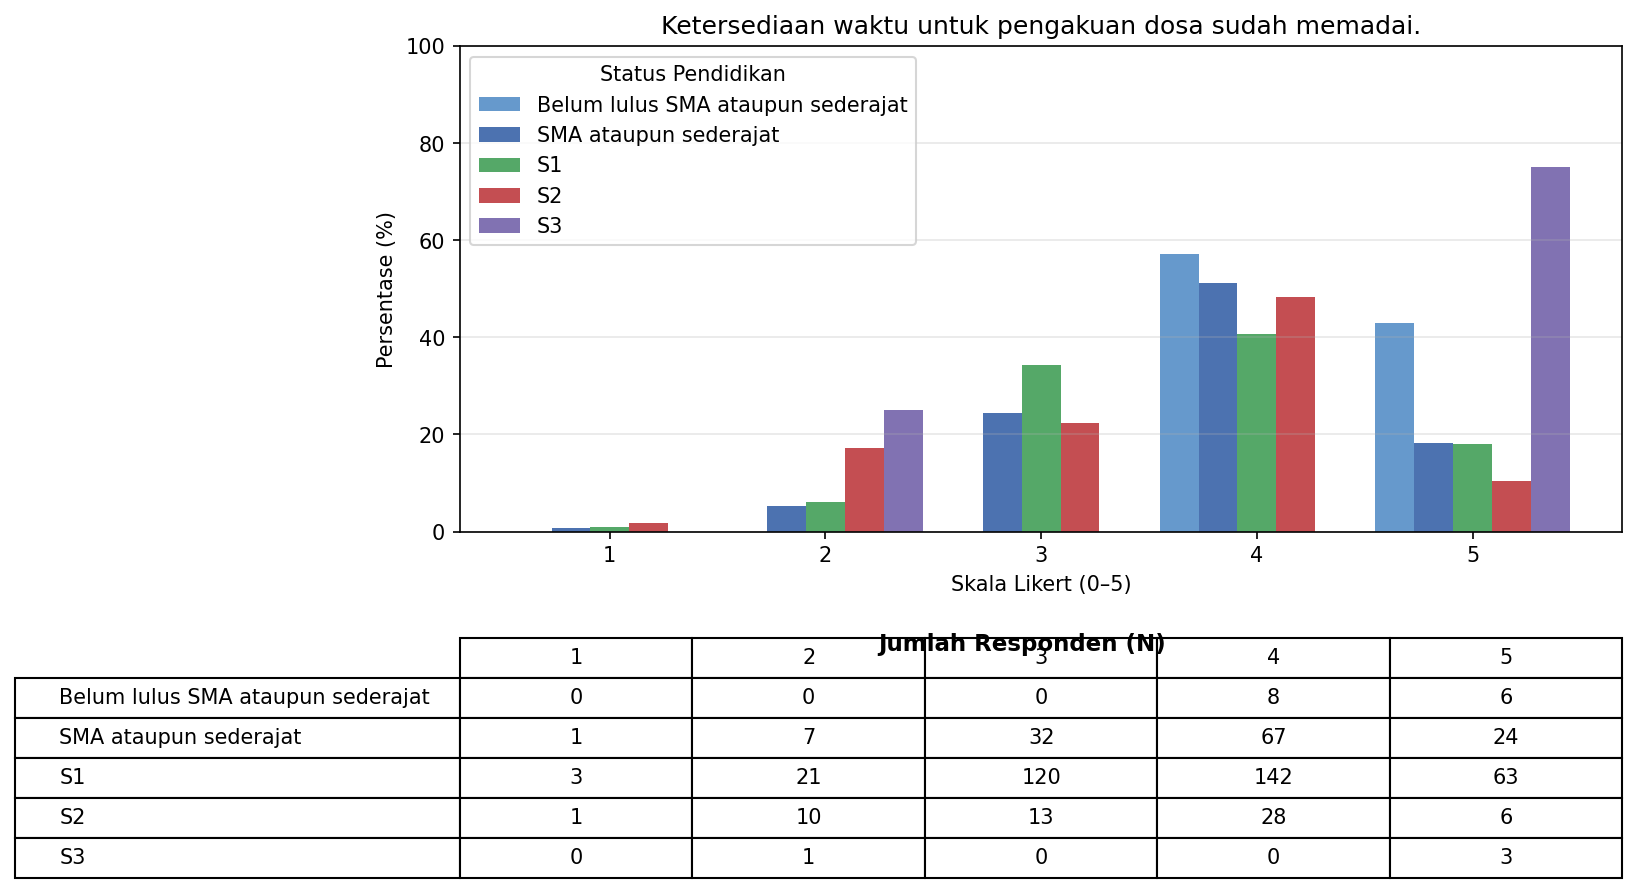 Ketersediaan waktu untuk pengakuan dosa sudah memadai.
Status Pendidikan
Belum lulus SMA ataupun sederajat
SMA ataupun sederajat
S1
S2
S3
Persentase (%)
100
80
60
40
20
0
1 2 3 4 5
Skala Likert (0–5)
Jumlah Responden (N)
1 2 3 4 5
Belum lulus SMA ataupun sederajat 0 0 0 8 6
SMA ataupun sederajat 1 7 32 67 24
S1 3 21 120 142 63
S2 1 10 13 28 6
S3 0 1 0 0 3